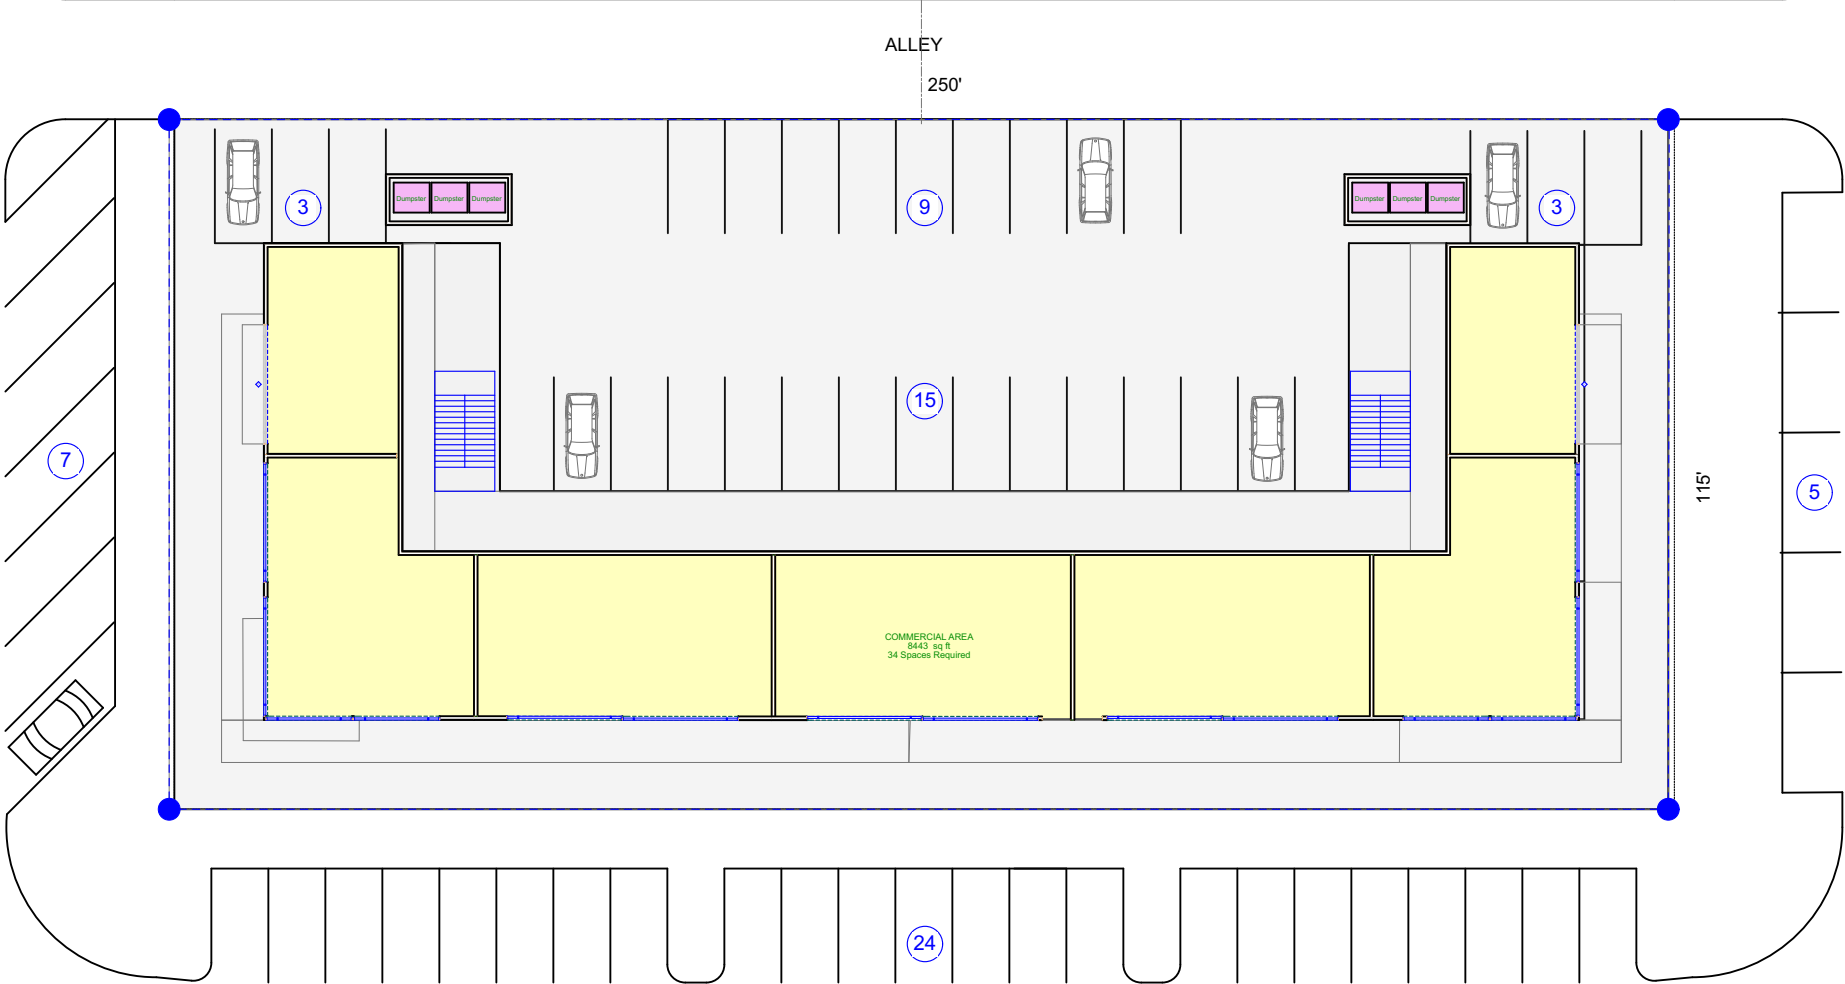 ALLEY
250'
Dumpster Dumpster Dumpster
Dumpster Dumpster Dumpster
3
9
3
15
7
5
115'
COMMERCIAL AREA
8443 sq ft
34 Spaces Required
24